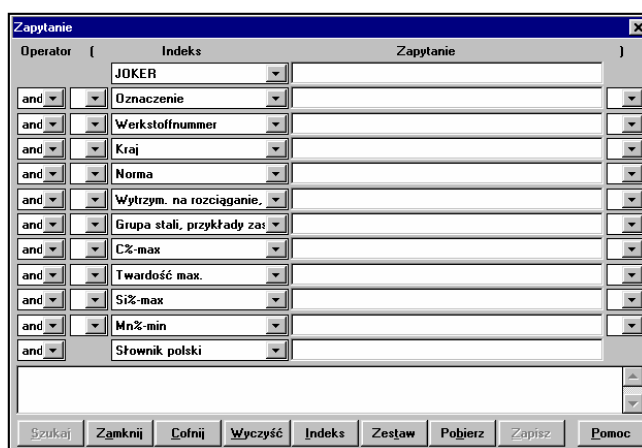 Zapytanie
Operator ( Indeks Zapytanie )
JOKER
and Oznaczenie
and Werkstoffnummer
and Kraj
and Norma
and Wytrzym. na rozciąganie,
and Grupa stali, przykłady zas
and C%-max
and Twardość max.
and Si%-max
and Mn%-min
and Słownik polski
Szukaj Zamknij Cofnij Wyczyść Indeks Zestaw Pobierz Zapisz Pomoc